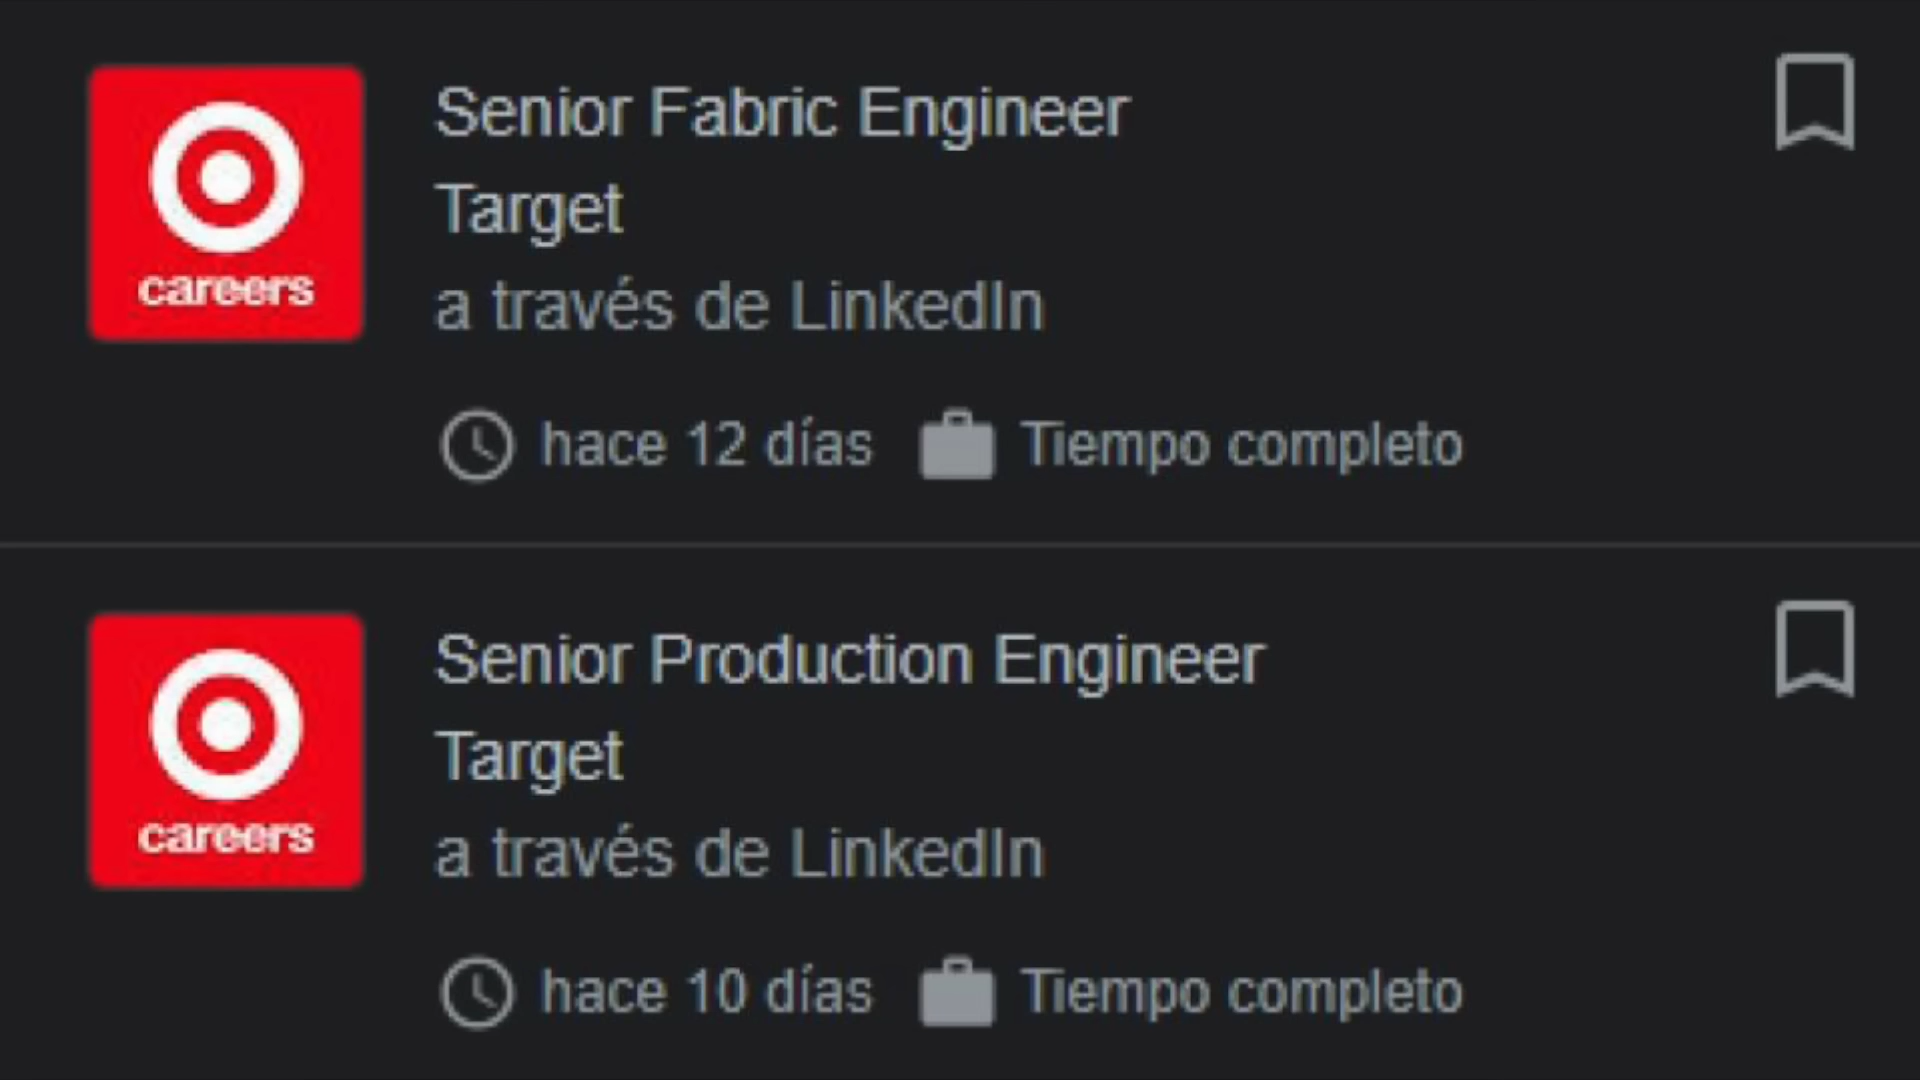 Senior Fabric Engineer
Target
careers
a través de LinkedIn
hace 12 días Tiempo completo
Senior Production Engineer
Target
careers
a través de LinkedIn
hace 10 días Tiempo completo